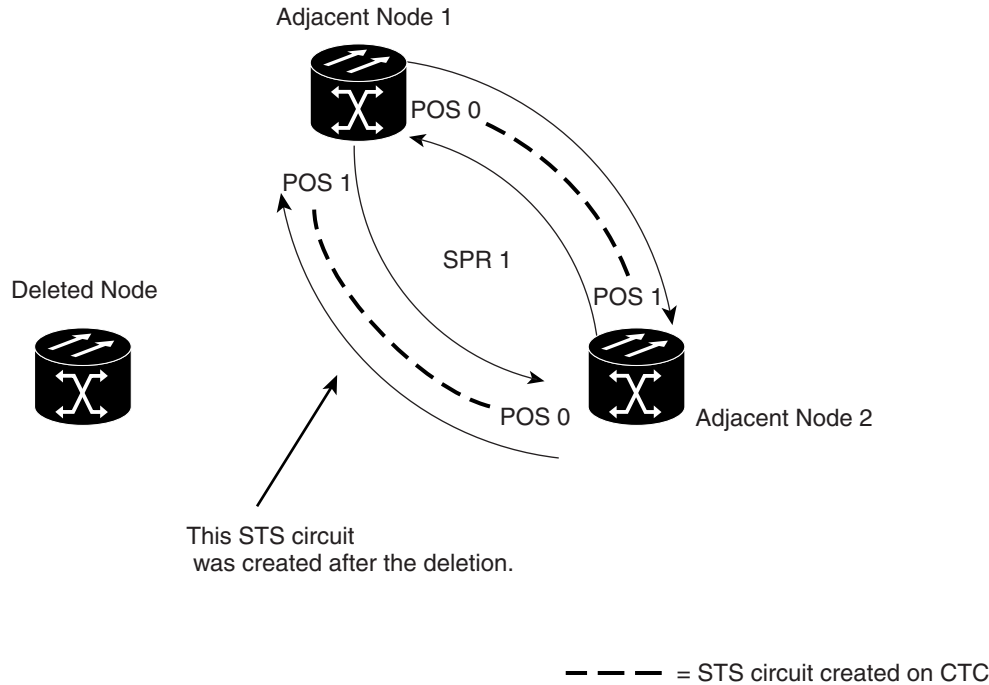 Adjacent Node 1
POS 0
POS 1
SPR 1
Deleted Node
POS 1
POS 0
Adjacent Node 2
This STS circuit
was created after the deletion.
= STS circuit created on CTC